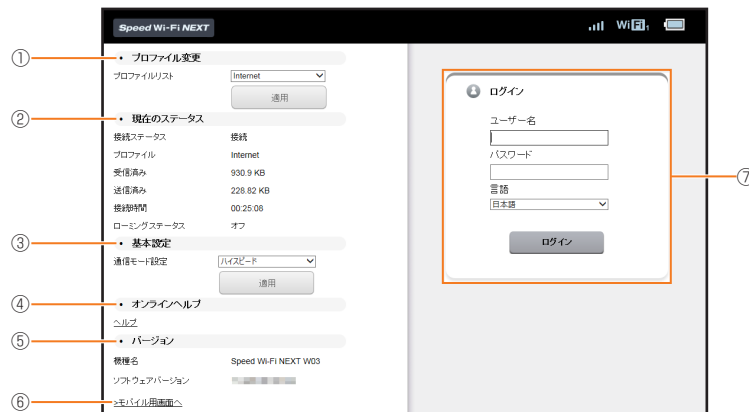 Speed Wi-Fi NEXT
WiFi 1
① ・ プロファイル変更
プロファイルリスト Internet
適用
② ・ 現在のステータス
接続ステータス 接続
プロファイル Internet
受信済み 930.9 KB
送信済み 228.82 KB
接続時間 00:25:08
ローミングステータス オフ
③ ・ 基本設定
通信モード設定 ハイスピード
適用
④ ・ オンラインヘルプ
ヘルプ
⑤ ・ バージョン
機種名 Speed Wi-Fi NEXT W03
ソフトウェアバージョン
⑥ >モバイル用画面へ
ログイン
ユーザー名
パスワード
⑦
言語
日本語
ログイン